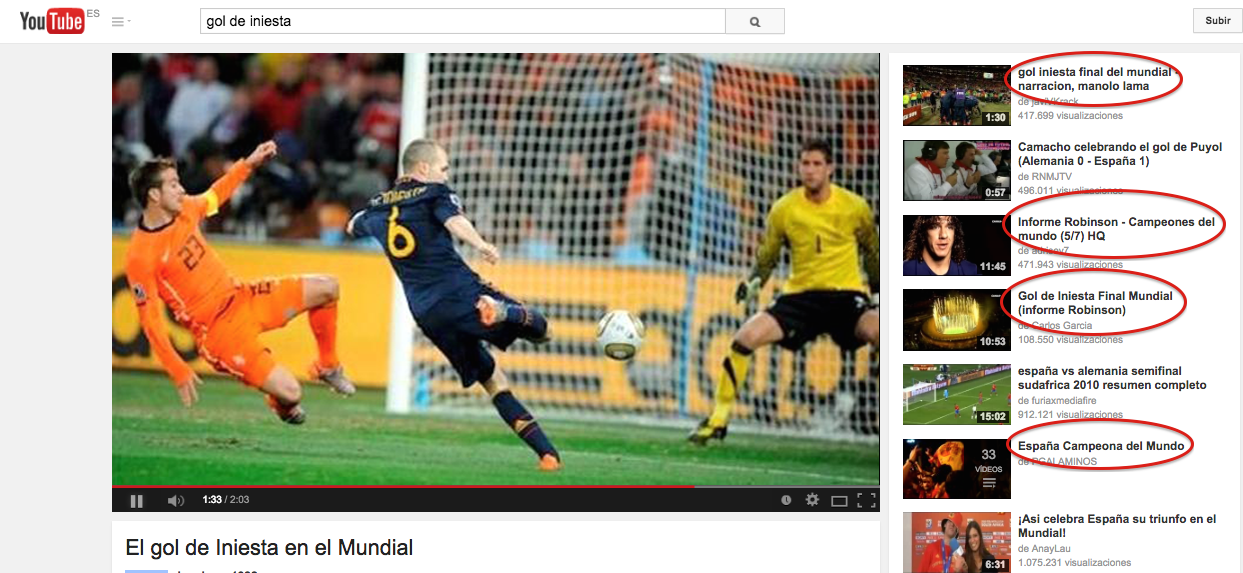 YouTube ES
gol de iniesta
Subir
6
23
1
1:33 / 2:03
El gol de Iniesta en el Mundial
1:30
gol iniesta final del mundial -
narracion, manolo lama
de javiVKrack
417.699 visualizaciones
0:57
Camacho celebrando el gol de Puyol
(Alemania 0 - España 1)
de RNMJTV
496.011 visualizaciones
11:45
Informe Robinson - Campeones del
mundo (5/7) HQ
de
471.943 visualizaciones
10:53
Gol de Iniesta Final Mundial
(informe Robinson)
de Carlos Garcia
108.550 visualizaciones
15:02
españa vs alemania semifinal
sudafrica 2010 resumen completo
de furiaxmediafire
912.121 visualizaciones
33
VÍDEOS
España Campeona del Mundo
de PGALAMINOS
6:31
¡Asi celebra España su triunfo en el
Mundial!
de AnayLau
1.075.231 visualizaciones